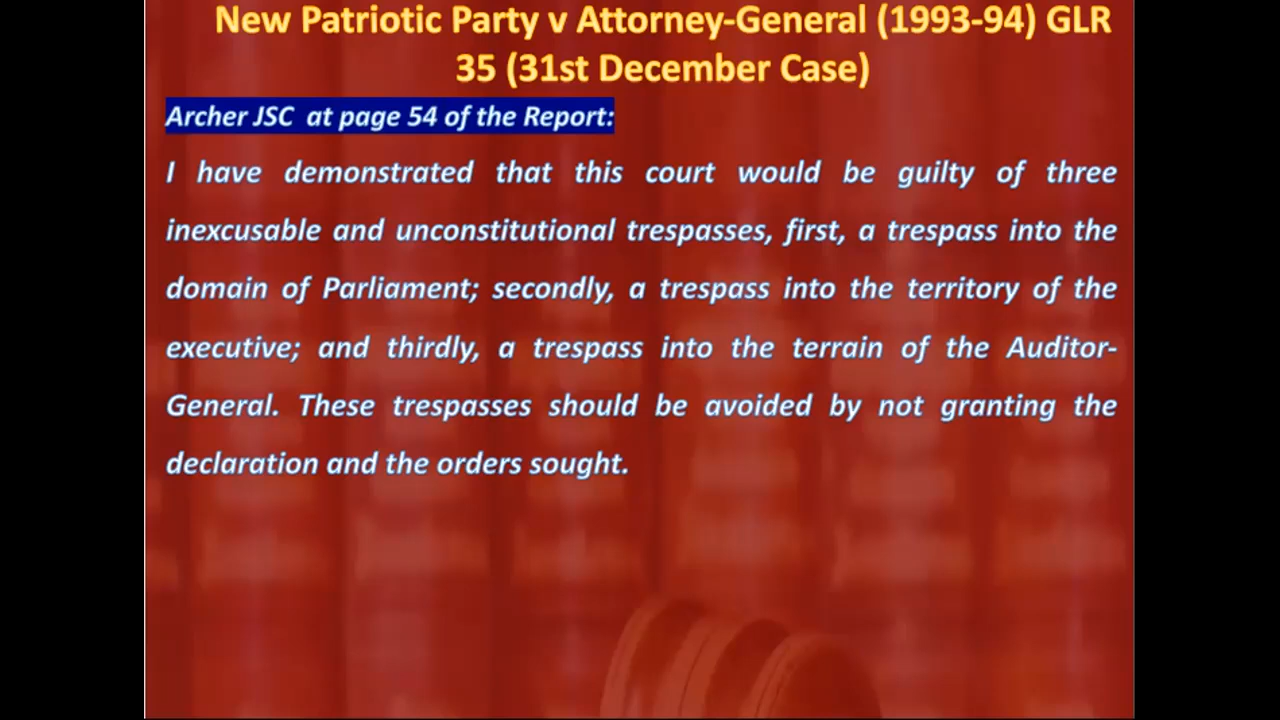 New Patriotic Party v Attorney-General (1993-94) GLR
35 (31st December Case)
Archer JSC at page 54 of the Report:
I have demonstrated that this court would be guilty of three
inexcusable and unconstitutional trespasses, first, a trespass into the
domain of Parliament; secondly, a trespass into the territory of the
executive; and thirdly, a trespass into the terrain of the Auditor-
General. These trespasses should be avoided by not granting the
declaration and the orders sought.